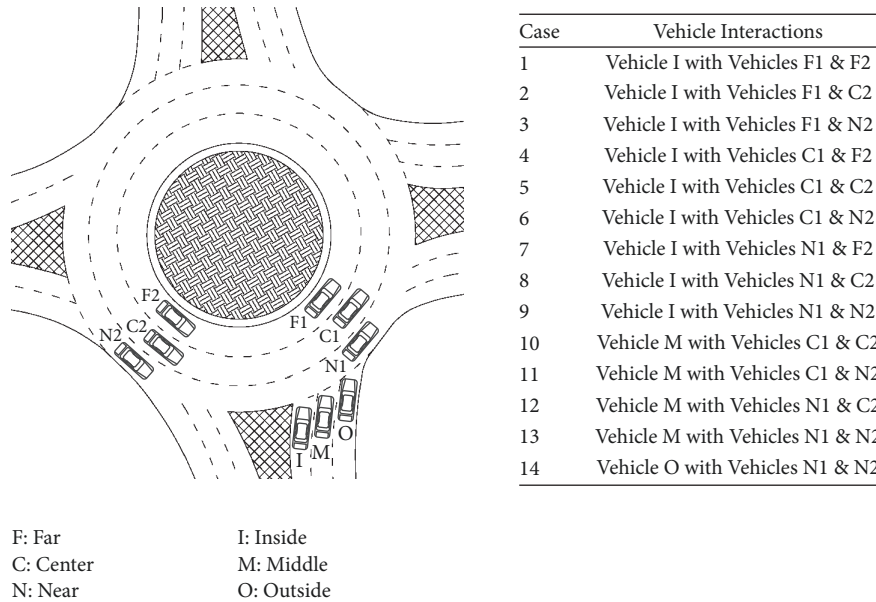 F2
C2
N2
F1
C1
N1
O
M
I
Case Vehicle Interactions
1 Vehicle I with Vehicles F1 & F2
2 Vehicle I with Vehicles F1 & C2
3 Vehicle I with Vehicles F1 & N2
4 Vehicle I with Vehicles C1 & F2
5 Vehicle I with Vehicles C1 & C2
6 Vehicle I with Vehicles C1 & N2
7 Vehicle I with Vehicles N1 & F2
8 Vehicle I with Vehicles N1 & C2
9 Vehicle I with Vehicles N1 & N2
10 Vehicle M with Vehicles C1 & C2
11 Vehicle M with Vehicles C1 & N2
12 Vehicle M with Vehicles N1 & C2
13 Vehicle M with Vehicles N1 & N2
14 Vehicle O with Vehicles N1 & N2
F: Far
C: Center
N: Near
I: Inside
M: Middle
O: Outside